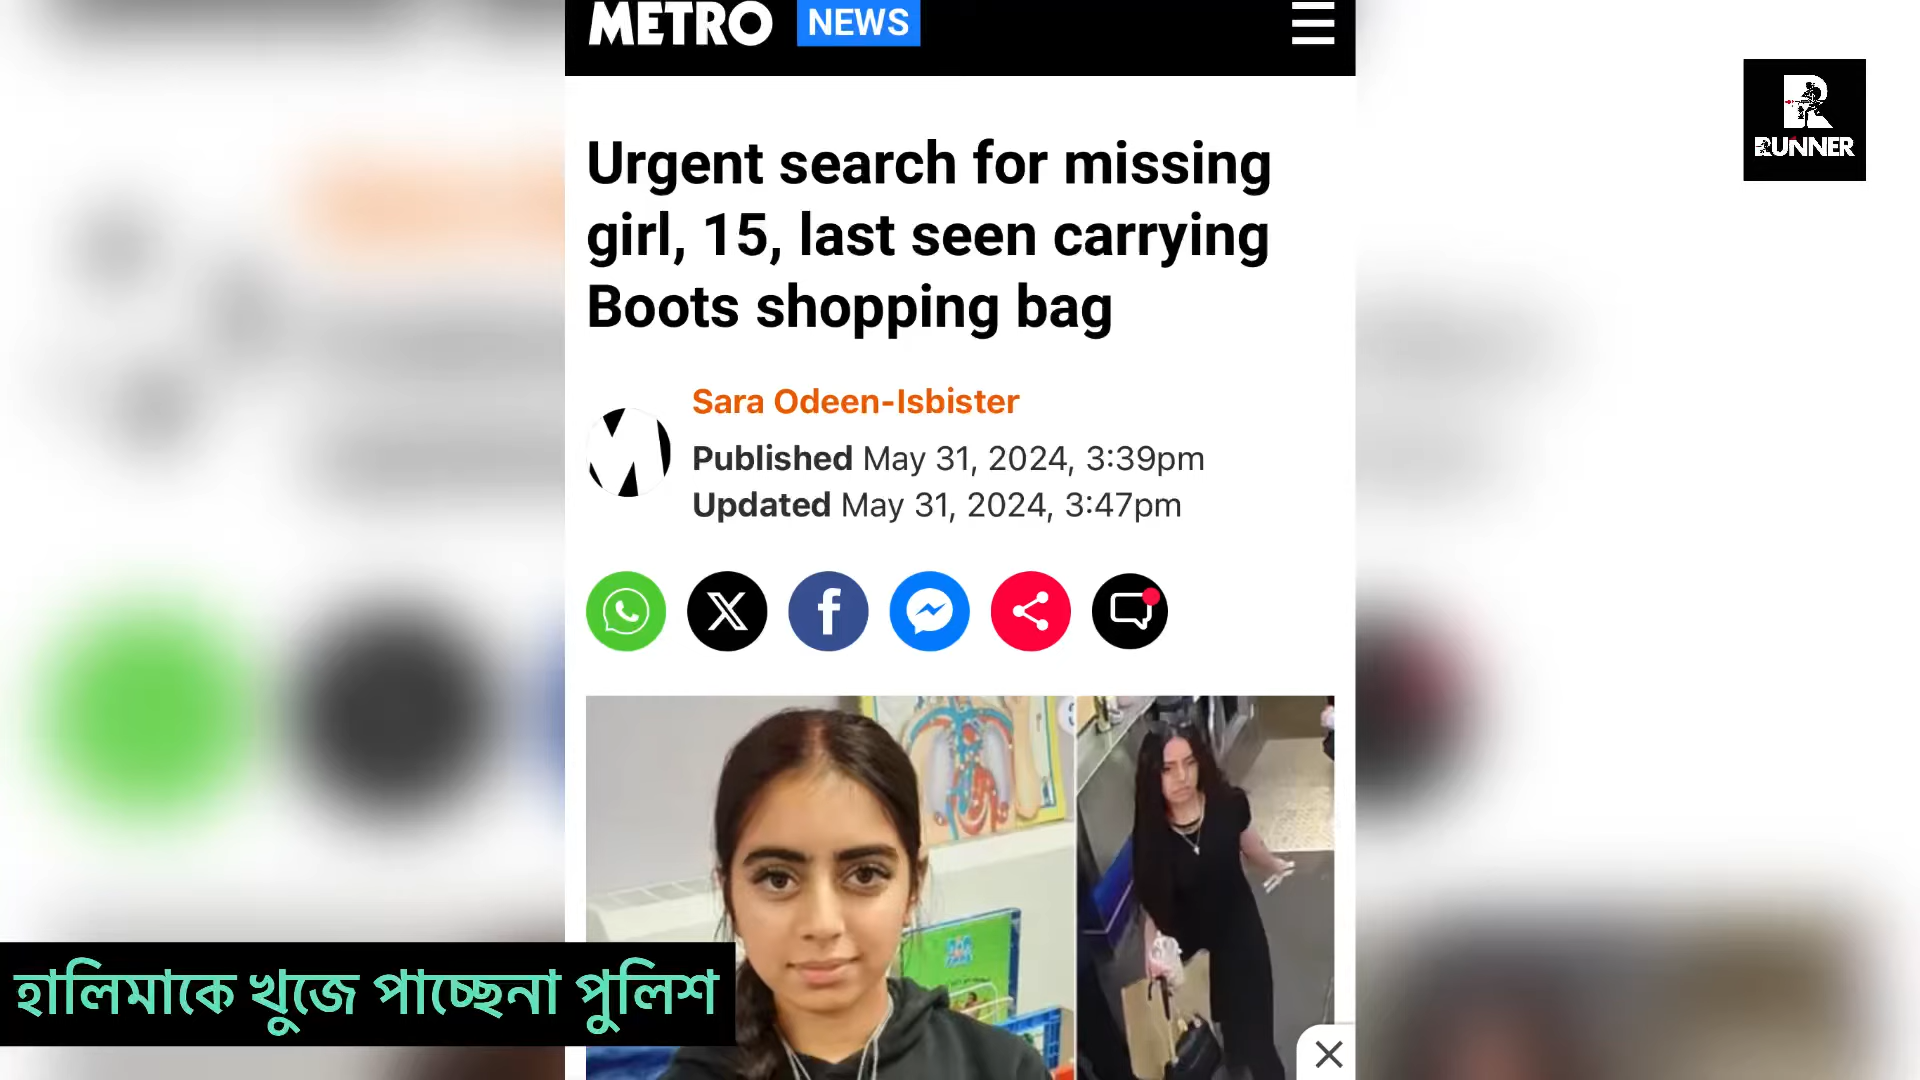 METRO NEWS
RUNNER
Urgent search for missing
girl, 15, last seen carrying
Boots shopping bag
Sara Odeen-Isbister
Published May 31, 2024, 3:39pm
Updated May 31, 2024, 3:47pm
হালিমাকে খুজে পাচ্ছেনা পুলিশ